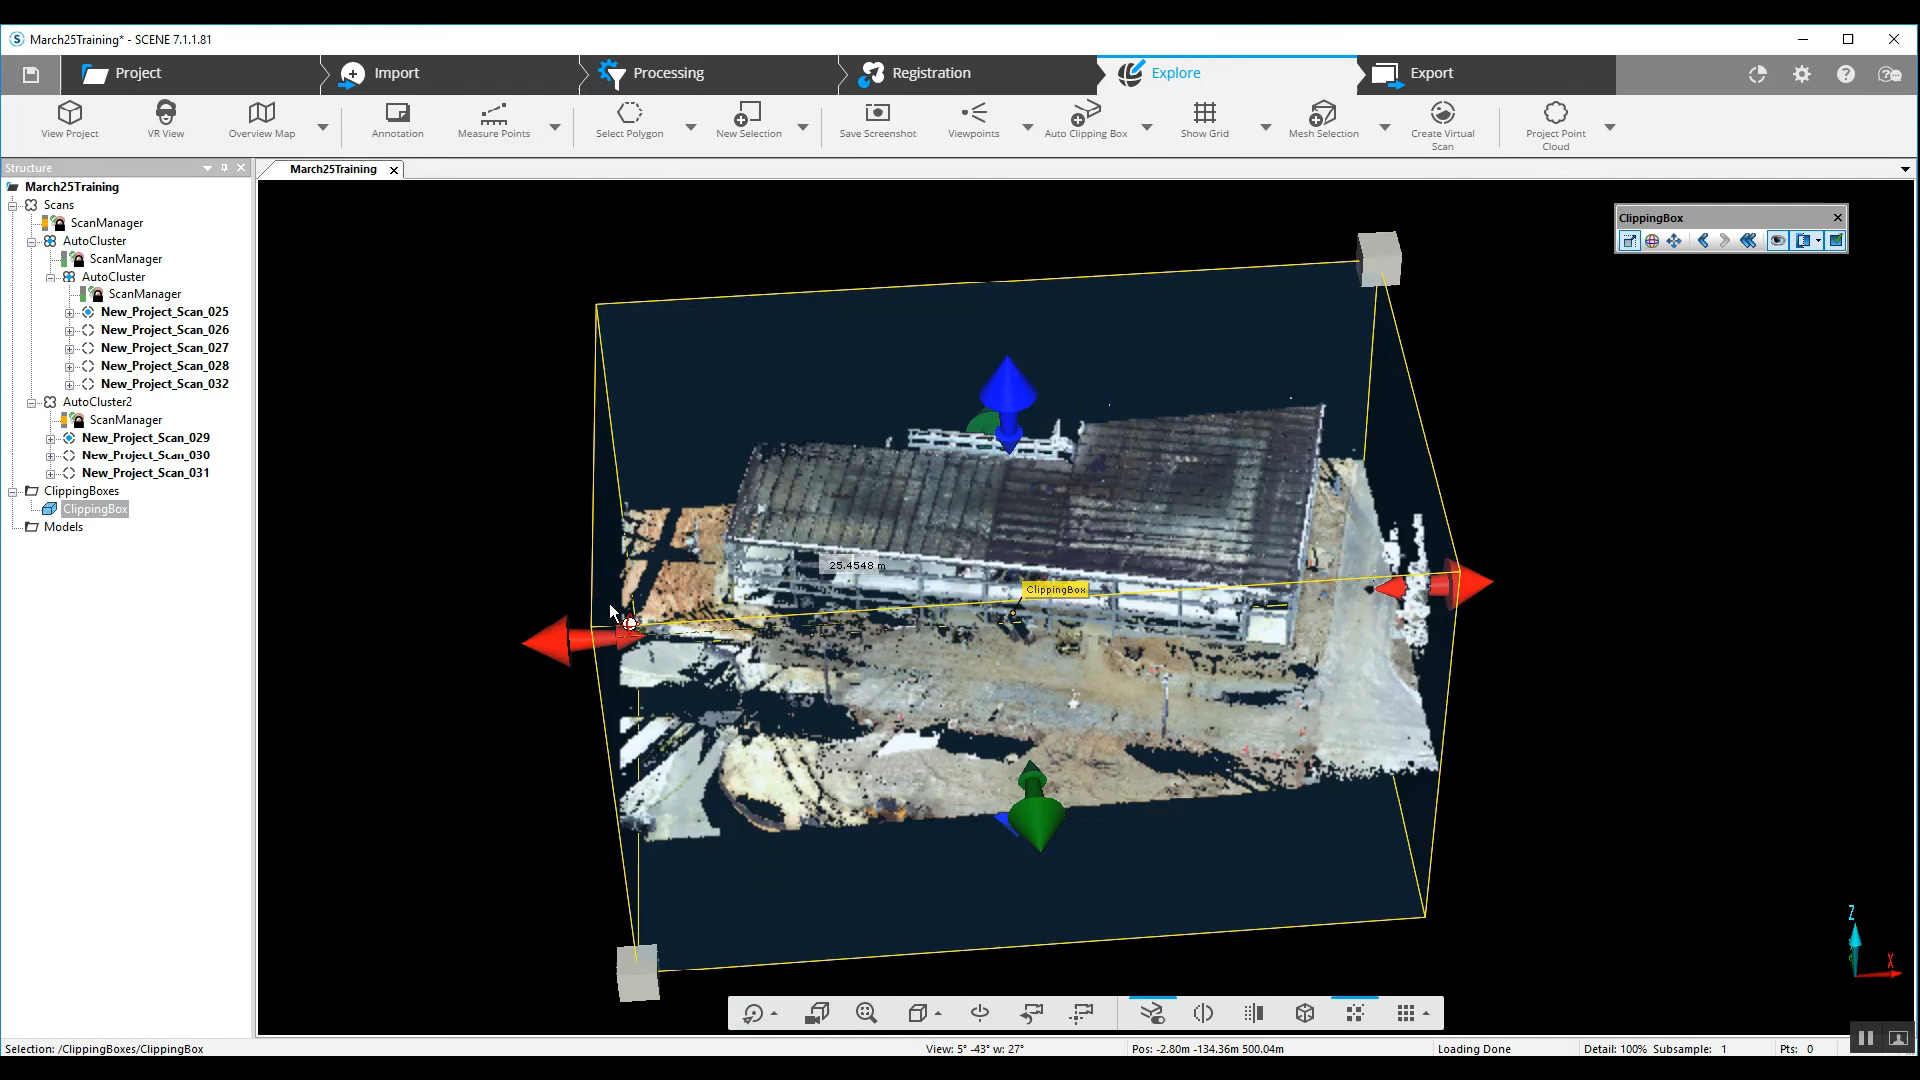 March25Training* - SCENE 7.1.1.81
Project
Import
Processing
Registration
Explore
Export
View Project
VR View
Overview Map
Annotation
Measure Points
Select Polygon
New Selection
Save Screenshot
Viewpoints
Auto Clipping Box
Show Grid
Mesh Selection
Create Virtual
Scan
Project Point
Cloud
Structure
March25Training
Scans
ScanManager
AutoCluster
ScanManager
AutoCluster
ScanManager
New_Project_Scan_025
New_Project_Scan_026
New_Project_Scan_027
New_Project_Scan_028
New_Project_Scan_032
AutoCluster2
ScanManager
New_Project_Scan_029
New_Project_Scan_030
New_Project_Scan_031
ClippingBoxes
ClippingBox
Models
March25Training
ClippingBox
25.4548 m
ClippingBox
Z
X
Selection: /ClippingBoxes/ClippingBox
View: 5° -43° w: 27°
Pos: -2.80m -134.36m 500.04m
Loading Done
Detail: 100% Subsample: 1
Pts: 0